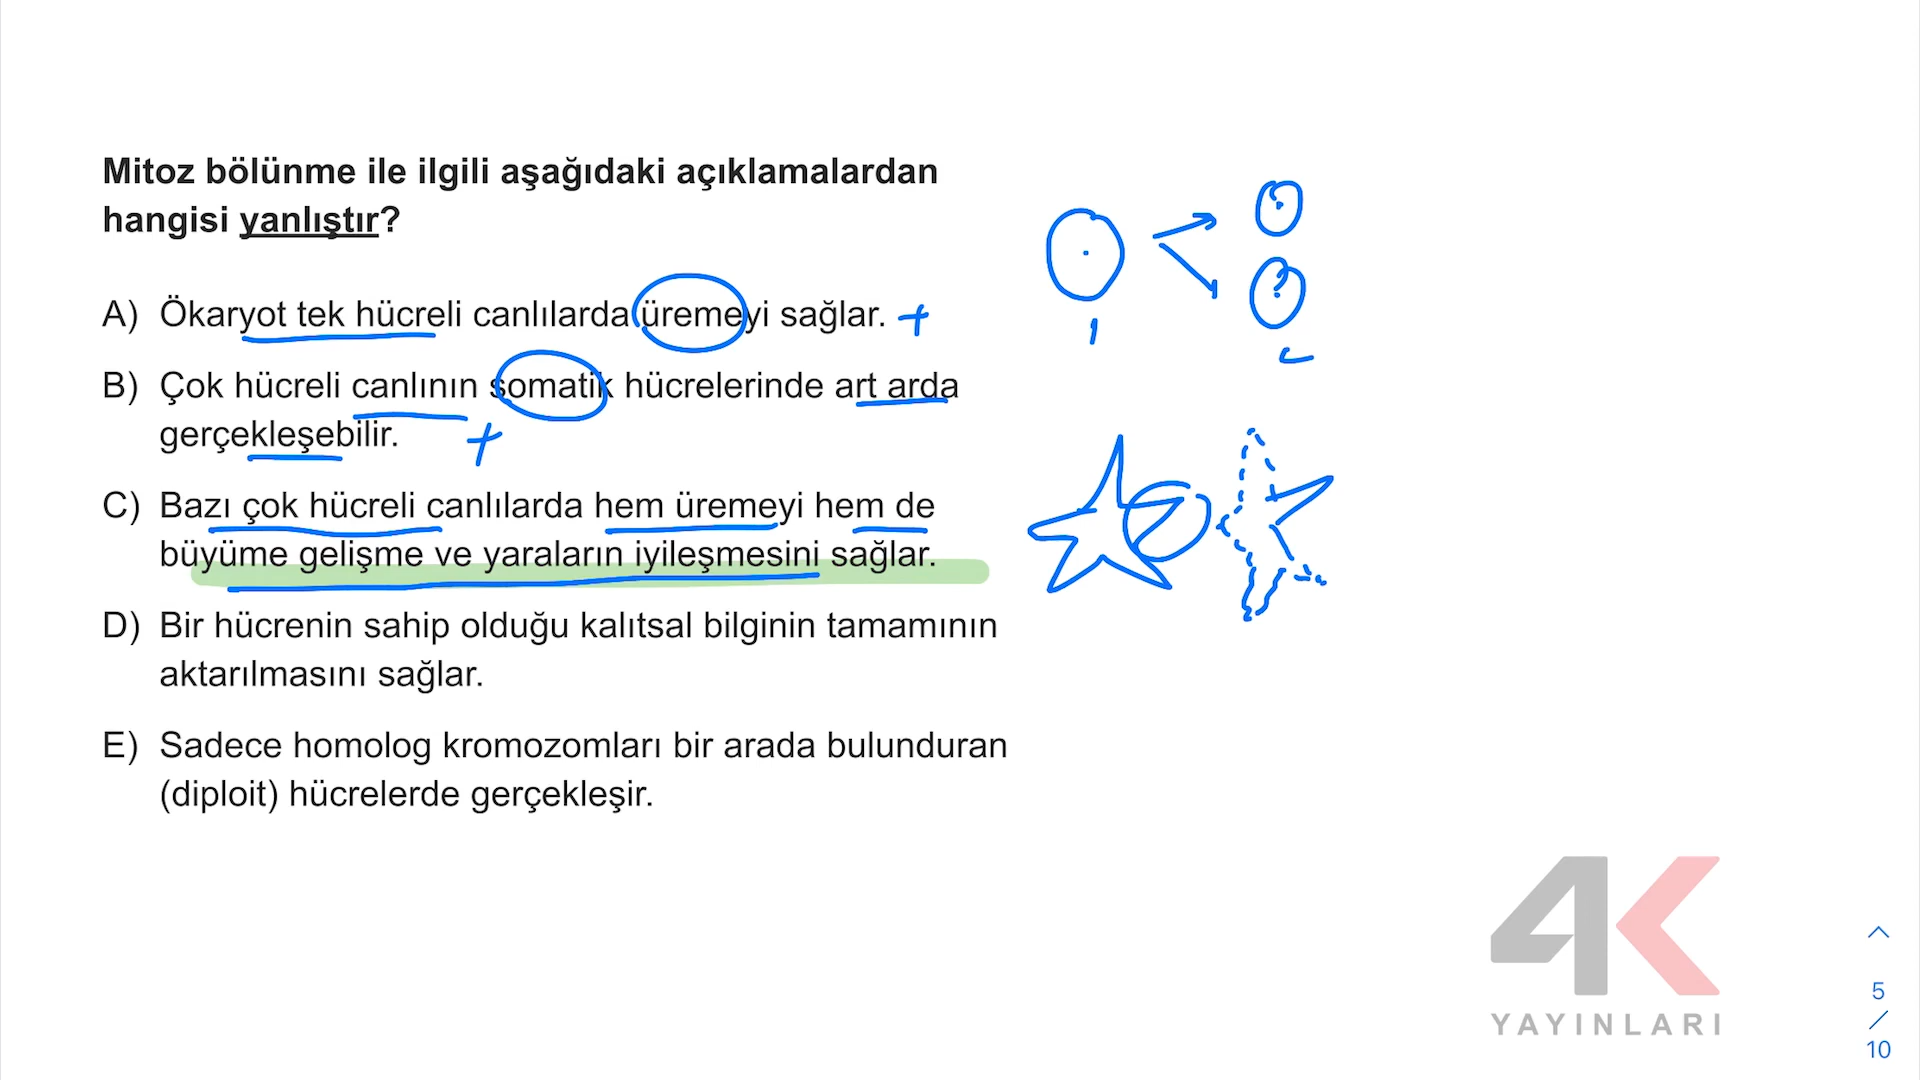 Mitoz bölünme ile ilgili aşağıdaki açıklamalardan
hangisi yanlıştır?
A) Ökaryot tek hücreli canlılarda üremeyi sağlar. +
B) Çok hücreli canlının somatik hücrelerinde art arda
gerçekleşebilir. +
C) Bazı çok hücreli canlılarda hem üremeyi hem de
büyüme gelişme ve yaraların iyileşmesini sağlar.
D) Bir hücrenin sahip olduğu kalıtsal bilginin tamamının
aktarılmasını sağlar.
E) Sadece homolog kromozomları bir arada bulunduran
(diploit) hücrelerde gerçekleşir.
4K
YAYINLARI
5
/
10